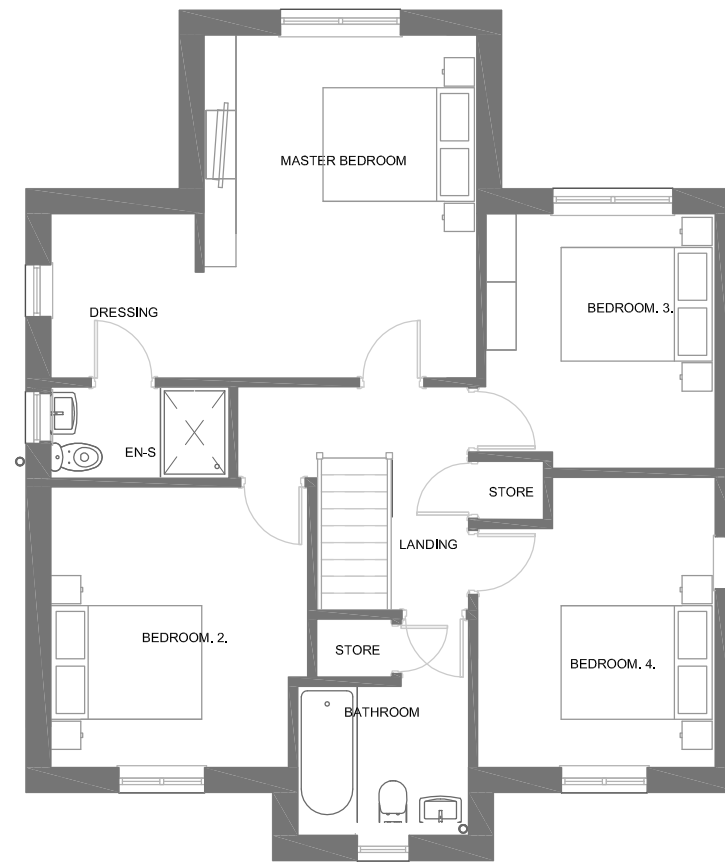 MASTER BEDROOM
BEDROOM. 3.
DRESSING
EN-S
STORE
LANDING
BEDROOM. 2.
STORE
BEDROOM. 4.
BATHROOM